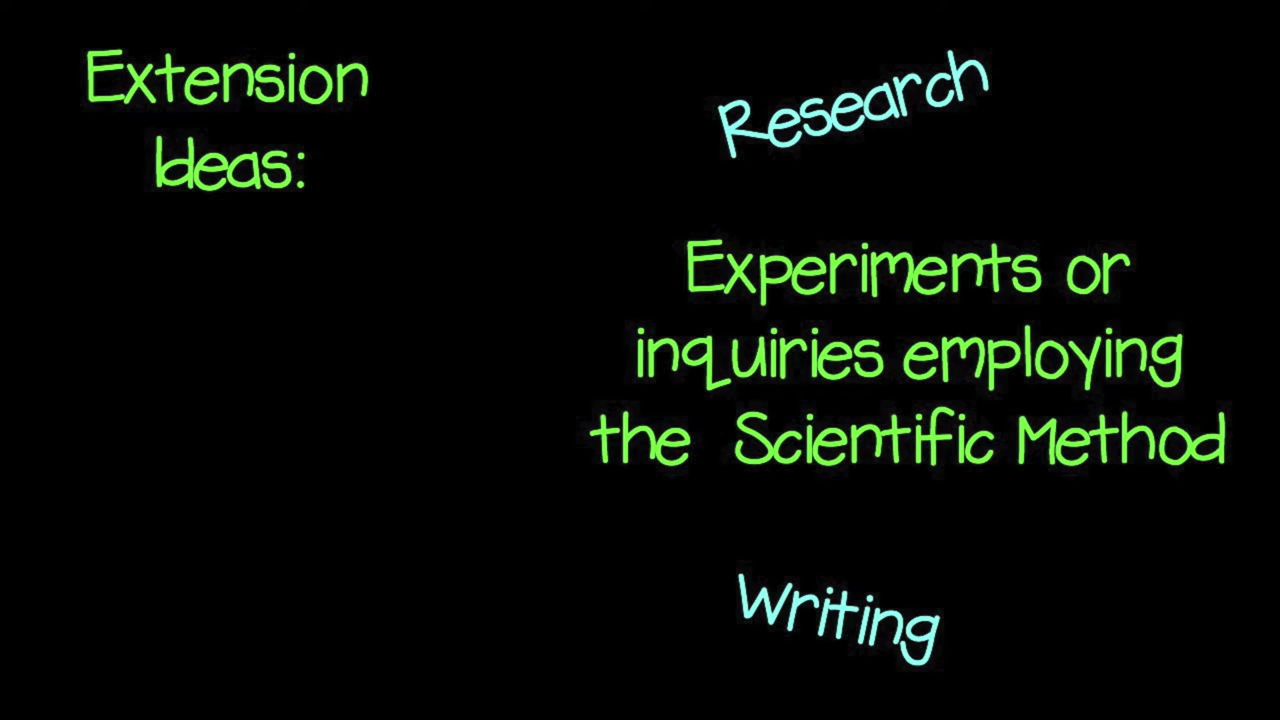 Extension
Ideas:
Research
Experiments or
inquiries employing
the Scientific Method
Writing